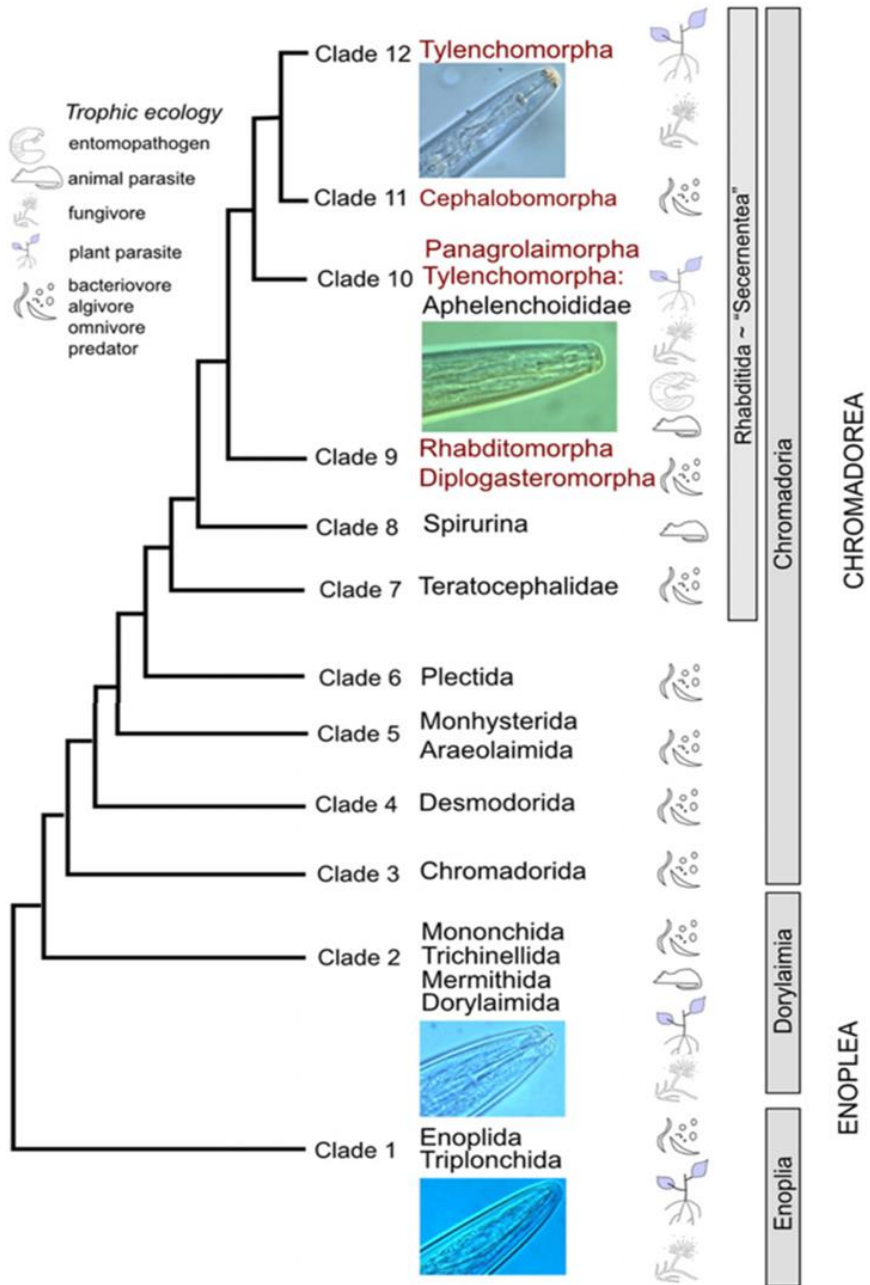 Trophic ecology
entomopathogen
animal parasite
fungivore
plant parasite
bacteriovore
algivore
omnivore
predator
Clade 12 Tylenchomorpha
Clade 11 Cephalobomorpha
Panagrolaimorpha
Clade 10 Tylenchomorpha:
Aphelenchoididae
Clade 9 Rhabditomorpha
Diplogasteromorpha
Clade 8 Spirurina
Clade 7 Teratocephalidae
Clade 6 Plectida
Clade 5 Monhysterida
Araeolaimida
Clade 4 Desmodorida
Clade 3 Chromadorida
Mononchida
Clade 2 Trichinellida
Mermithida
Dorylaimida
Clade 1 Enoplida
Triplonchida
Rhabditida ~ "Secernentea"
Chromadoria
Dorylaimia
Enoplia
CHROMADOREA
ENOPLEA